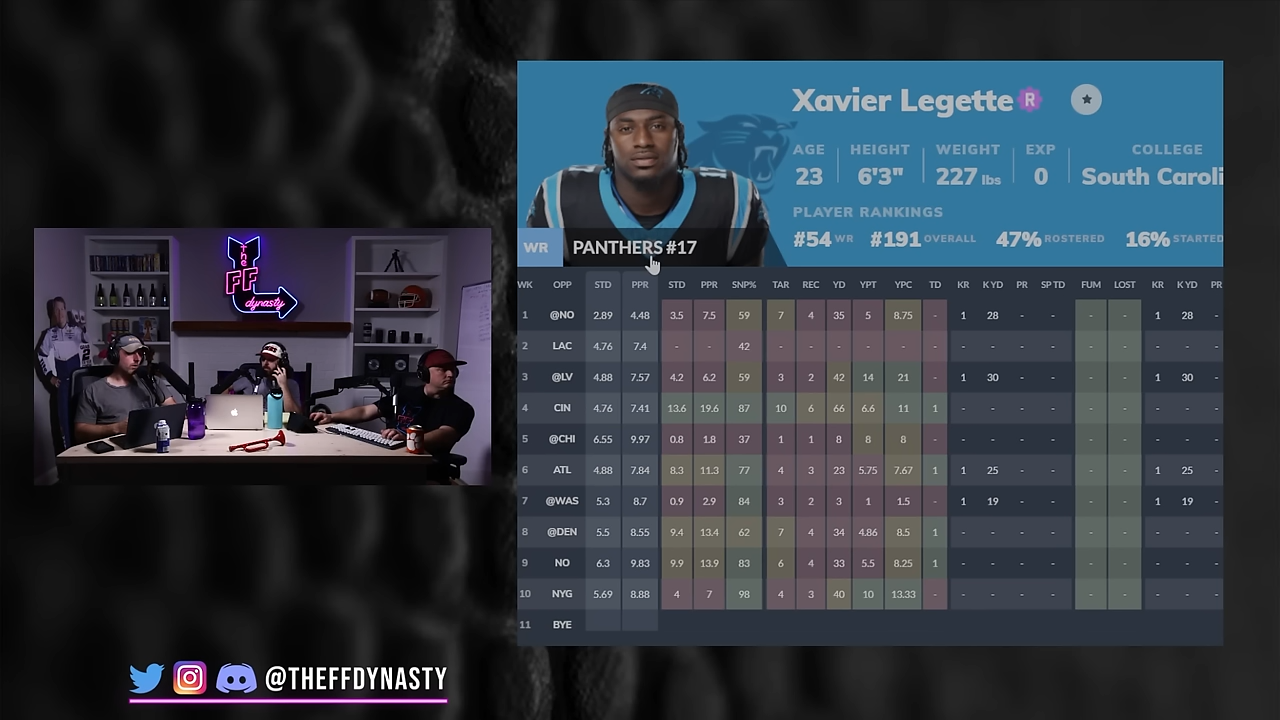 Xavier Legette R
AGE HEIGHT WEIGHT EXP COLLEGE
23 6'3" 227 lbs 0 South Caroli
PLAYER RANKINGS
#54 WR #191 OVERALL 47% ROSTERED 16% STARTED
WR PANTHERS #17
WK OPP STD PPR STD PPR SNP% TAR REC YD YPT YPC TD KR K YD PR SP TD FUM LOST KR K YD PR
1 @NO 2.89 4.48 3.5 7.5 59 7 4 35 5 8.75 - 1 28 - - - - 1 28 -
2 LAC 4.76 7.4 - - 42 - - - - - - - - - - - - - - -
3 @LV 4.88 7.57 4.2 6.2 59 3 2 42 14 21 - 1 30 - - - - 1 30 -
4 CIN 4.76 7.41 13.6 19.6 87 10 6 66 6.6 11 1 - - - - - - - - -
5 @CHI 6.55 9.97 0.8 1.8 37 1 1 8 8 8 - - - - - - - - - -
6 ATL 4.88 7.84 8.3 11.3 77 4 3 23 5.75 7.67 1 1 25 - - - - 1 25 -
7 @WAS 5.3 8.7 0.9 2.9 84 3 2 3 1 1.5 - 1 19 - - - - 1 19 -
8 @DEN 5.5 8.55 9.4 13.4 62 7 4 34 4.86 8.5 1 - - - - - - - - -
9 NO 6.3 9.83 9.9 13.9 83 6 4 33 5.5 8.25 1 - - - - - - - - -
10 NYG 5.69 8.88 4 7 98 4 3 40 10 13.33 - - - - - - - - - -
11 BYE
The
FF
dynasty
@THEFFDYNASTY